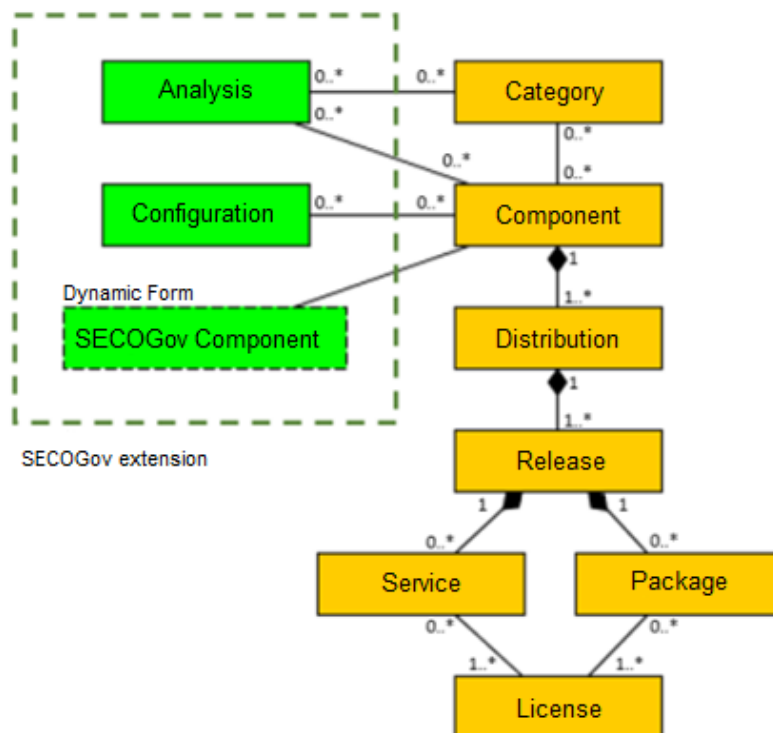 Analysis
0..*
0..*
Category
0..*
0..*
0..*
0..*
Configuration
0..*
0..*
Component
Dynamic Form
1
SECOGov Component
1..*
Distribution
1
1..*
SECOGov extension
Release
1
1
0..*
0..*
Service
Package
0..*
0..*
1..*
1..*
License